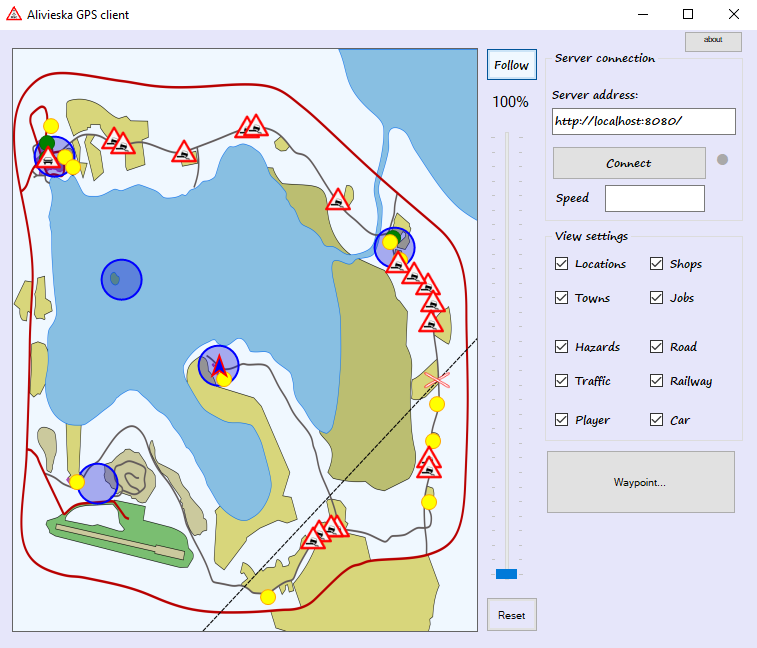 Alivieska GPS client
about
Follow
100%
Reset
Server connection
Server address:
http://localhost:8080/
Connect
Speed
View settings
Locations
Shops
Towns
Jobs
Hazards
Road
Traffic
Railway
Player
Car
Waypoint...